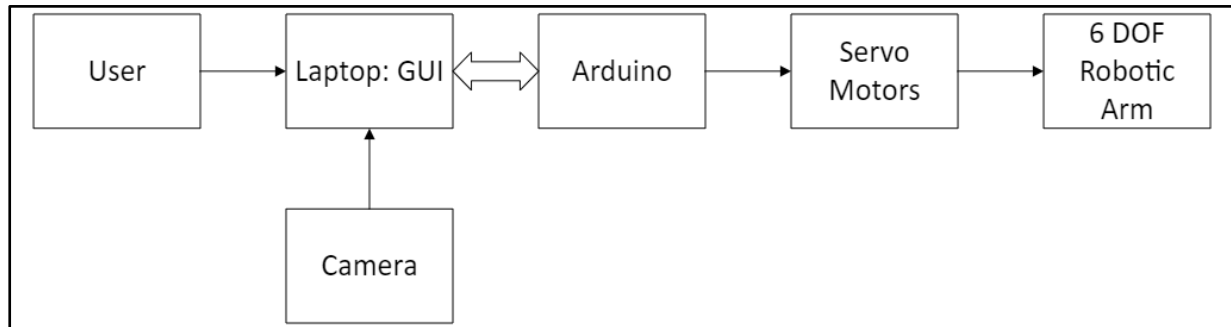 User
Laptop: GUI
Arduino
Servo
Motors
6 DOF
Robotic
Arm
Camera